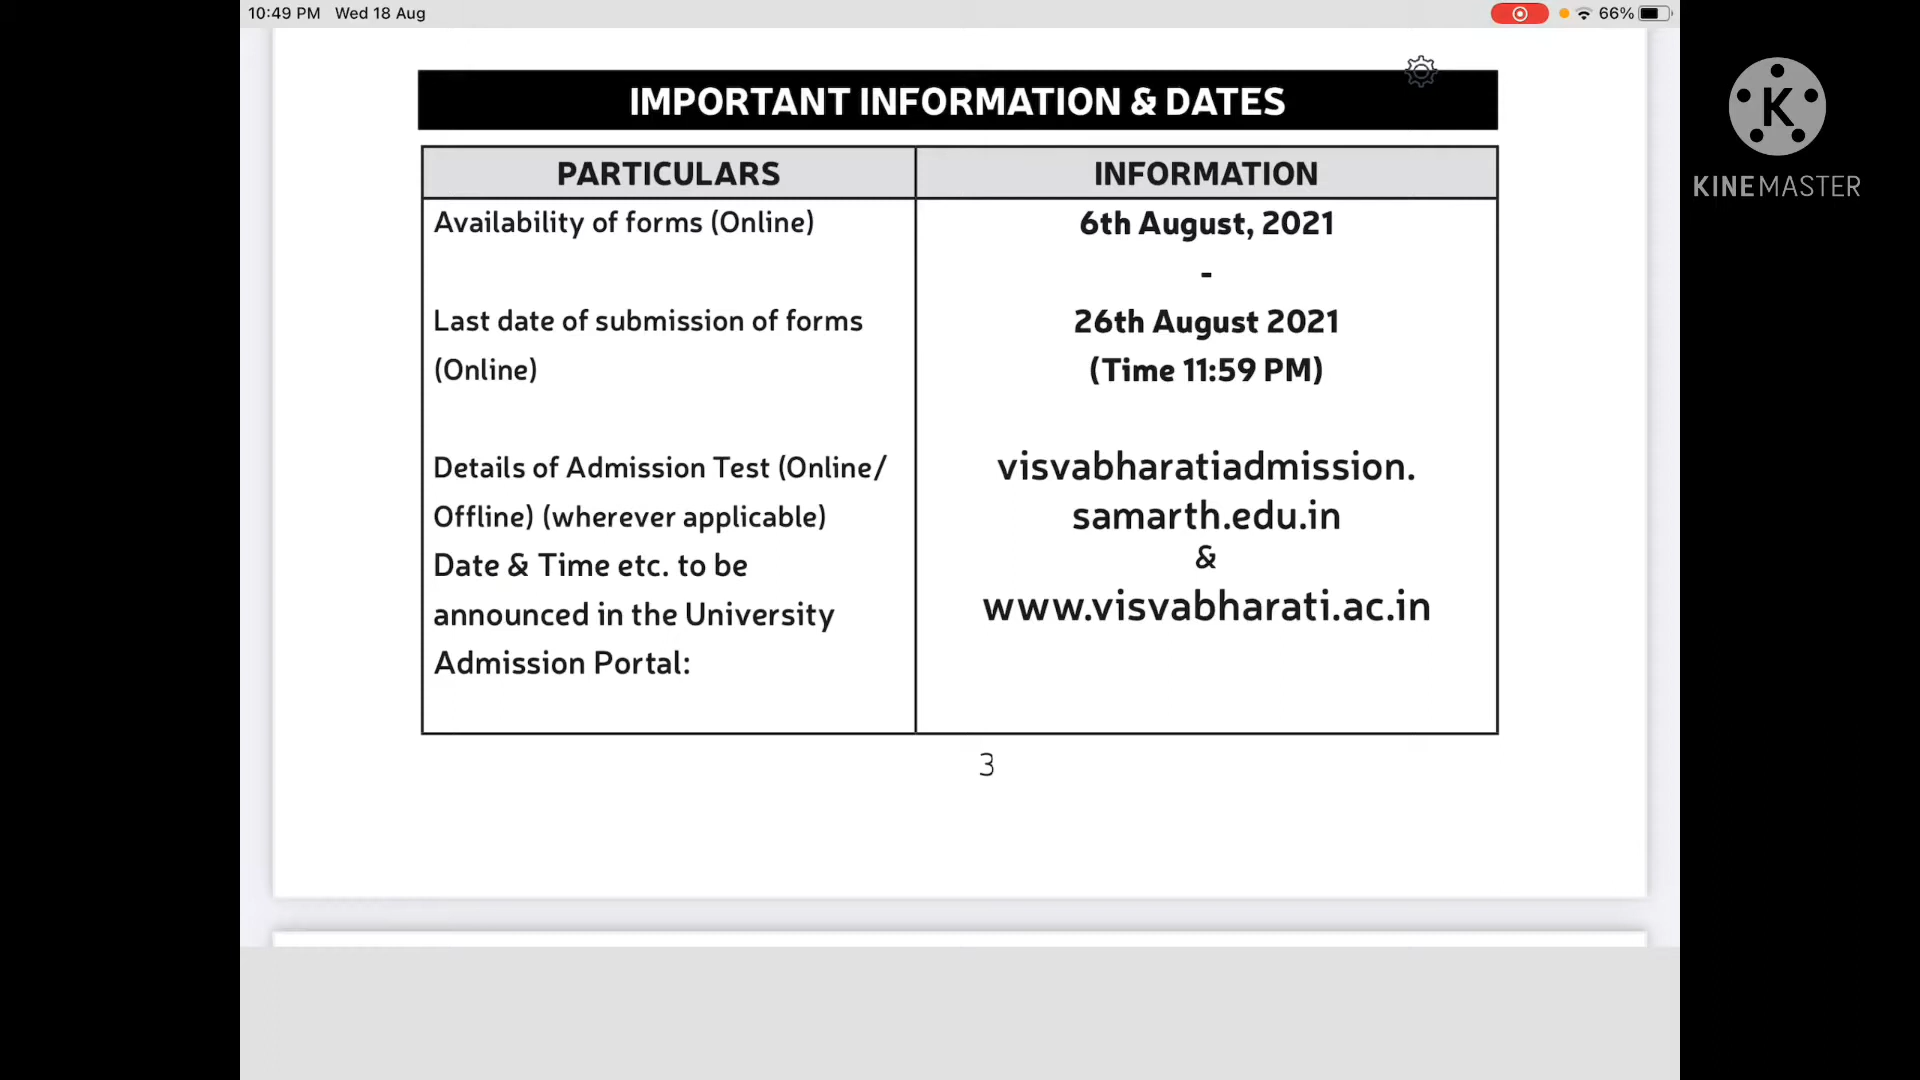 10:49 PM Wed 18 Aug
66%
IMPORTANT INFORMATION & DATES
K
KINEMASTER
PARTICULARS
INFORMATION
Availability of forms (Online)
6th August, 2021
-
Last date of submission of forms
(Online)
26th August 2021
(Time 11:59 PM)
Details of Admission Test (Online/
Offline) (wherever applicable)
Date & Time etc. to be
announced in the University
Admission Portal:
visvabharatiadmission.
samarth.edu.in
&
www.visvabharati.ac.in
3